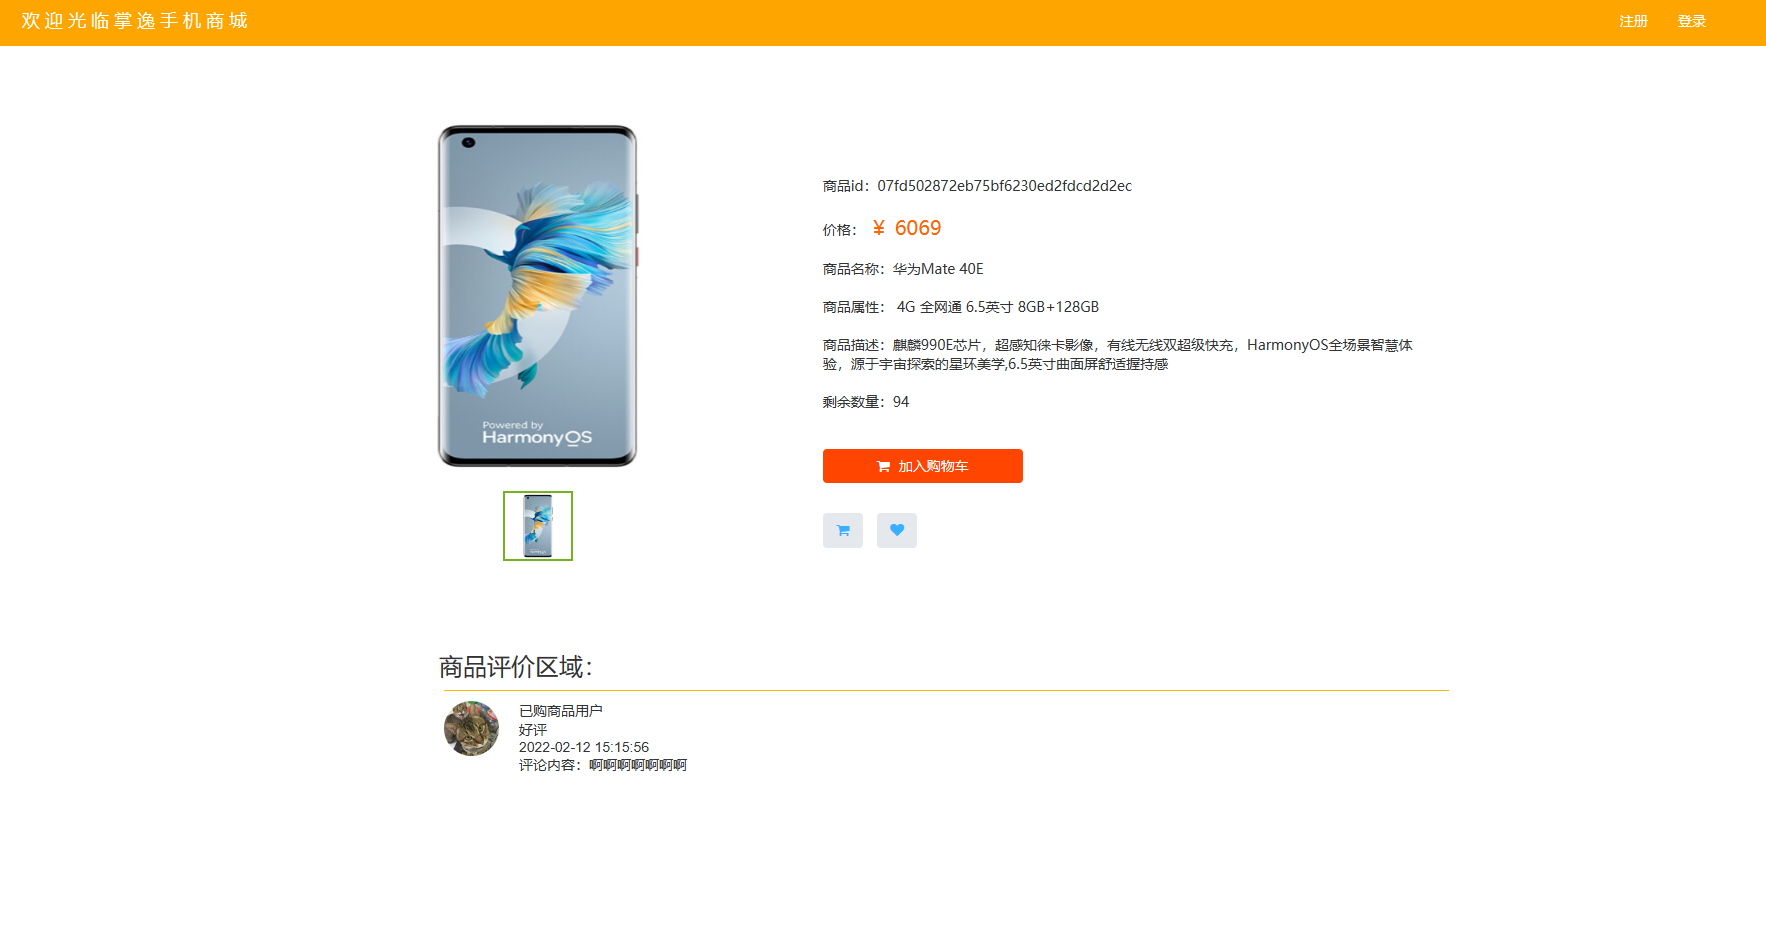 欢迎光临掌逸手机商城
注册 登录
商品id：07fd502872eb75bf6230ed2fdcd2d2ec
价格： ¥ 6069
商品名称：华为Mate 40E
商品属性： 4G 全网通 6.5英寸 8GB+128GB
商品描述：麒麟990E芯片，超感知徕卡影像，有线无线双超级快充，HarmonyOS全场景智慧体
验，源于宇宙探索的星环美学,6.5英寸曲面屏舒适握持感
剩余数量：94
Powered by
HarmonyOS
加入购物车
商品评价区域：
已购商品用户
好评
2022-02-12 15:15:56
评论内容：啊啊啊啊啊啊啊